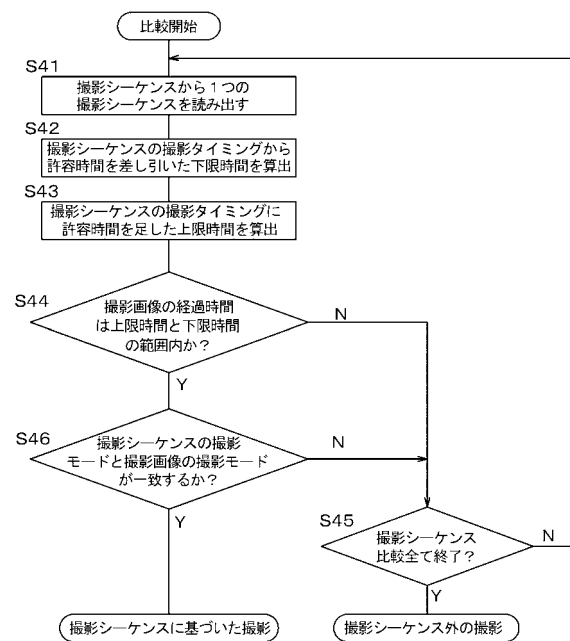 比較開始
S41
撮影シーケンスから１つの
撮影シーケンスを読み出す
S42
撮影シーケンスの撮影タイミングから
許容時間を差し引いた下限時間を算出
S43
撮影シーケンスの撮影タイミングに
許容時間を足した上限時間を算出
S44
撮影画像の経過時間
は上限時間と下限時間
の範囲内か？
N
Y
S46
撮影シーケンスの撮影
モードと撮影画像の撮影モード
が一致するか？
N
Y
S45
撮影シーケンス
比較全て終了？
N
Y
撮影シーケンスに基づいた撮影
撮影シーケンス外の撮影